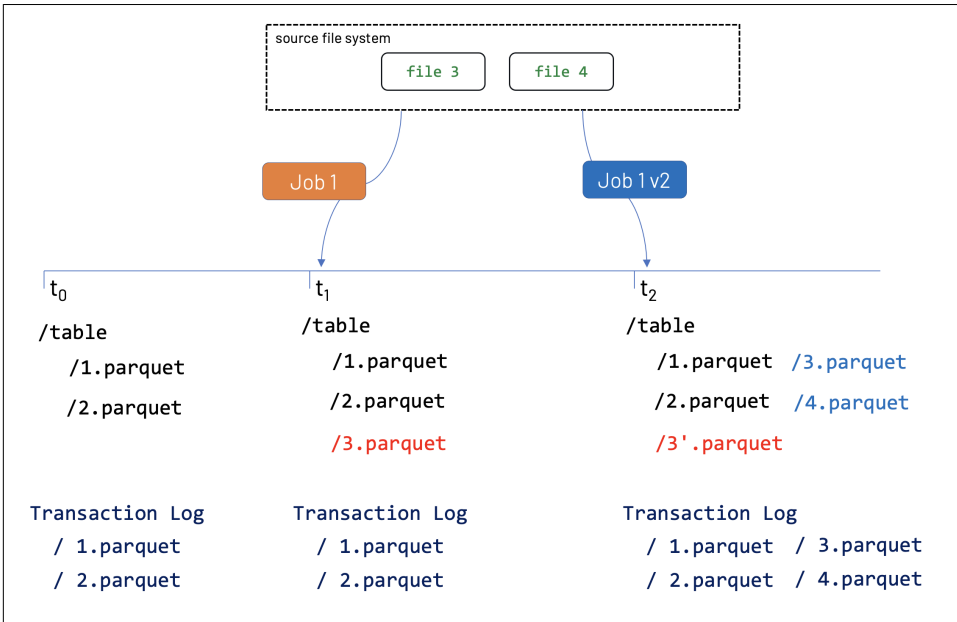 source file system
file 3
file 4
Job 1
Job 1 v2
t0
t1
t2
/table
/1.parquet
/2.parquet
/table
/1.parquet
/2.parquet
/3.parquet
/table
/1.parquet /3.parquet
/2.parquet /4.parquet
/3'.parquet
Transaction Log
/ 1.parquet
/ 2.parquet
Transaction Log
/ 1.parquet
/ 2.parquet
Transaction Log
/ 1.parquet / 3.parquet
/ 2.parquet / 4.parquet